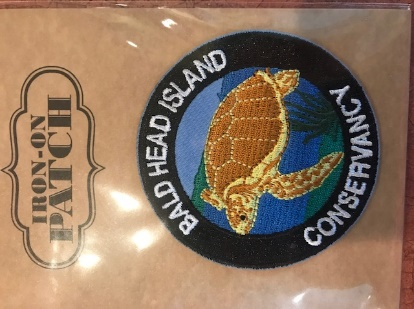 IRON-ON
PATCH
BALD HEAD ISLAND
CONSERVANCY